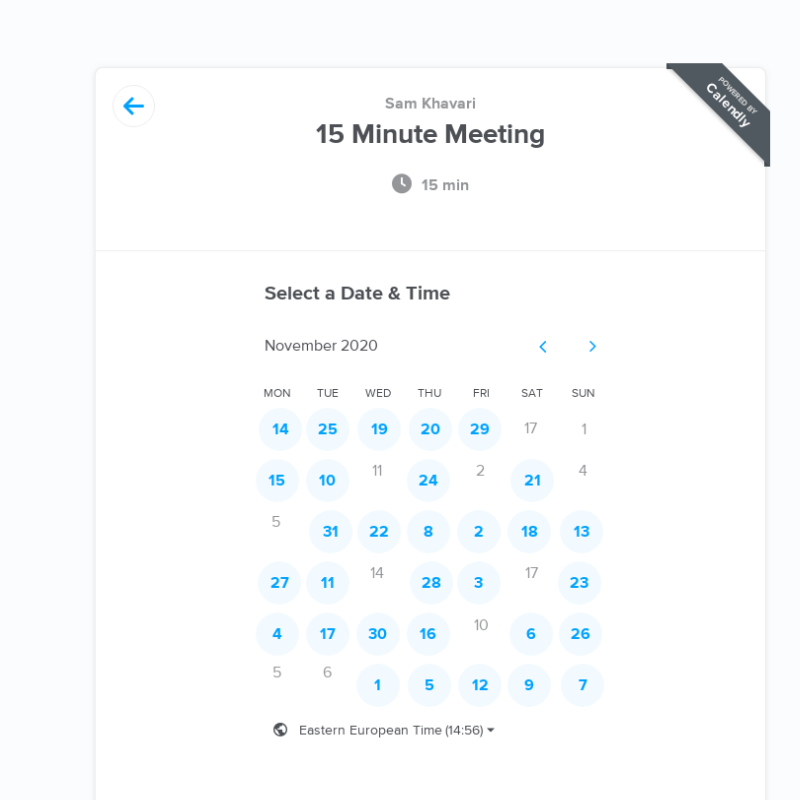 Sam Khavari
15 Minute Meeting
15 min
POWERED BY
Calendly
Select a Date & Time
November 2020
MON TUE WED THU FRI SAT SUN
14 25 19 20 29 17 1
15 10 11 24 2 21 4
5 31 22 8 2 18 13
27 11 14 28 3 17 23
4 17 30 16 10 6 26
5 6 1 5 12 9 7
Eastern European Time (14:56)